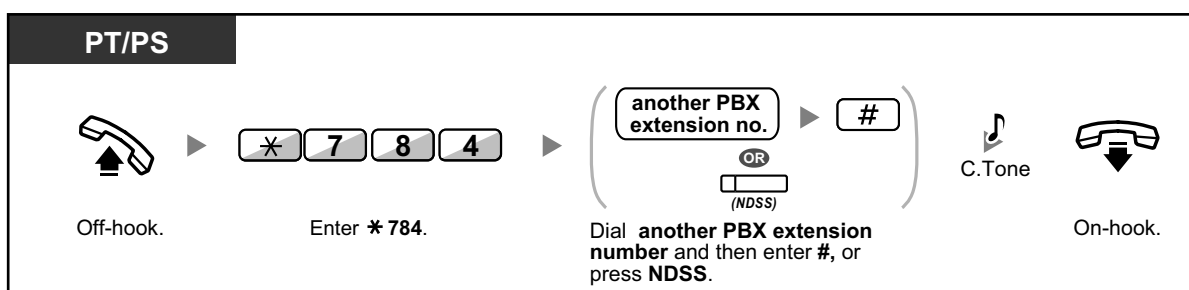 PT/PS
another PBX
extension no.
#
OR
(NDSS)
* 7 8 4
C.Tone
Off-hook.
Enter * 784.
Dial another PBX extension
number and then enter #, or
press NDSS.
On-hook.